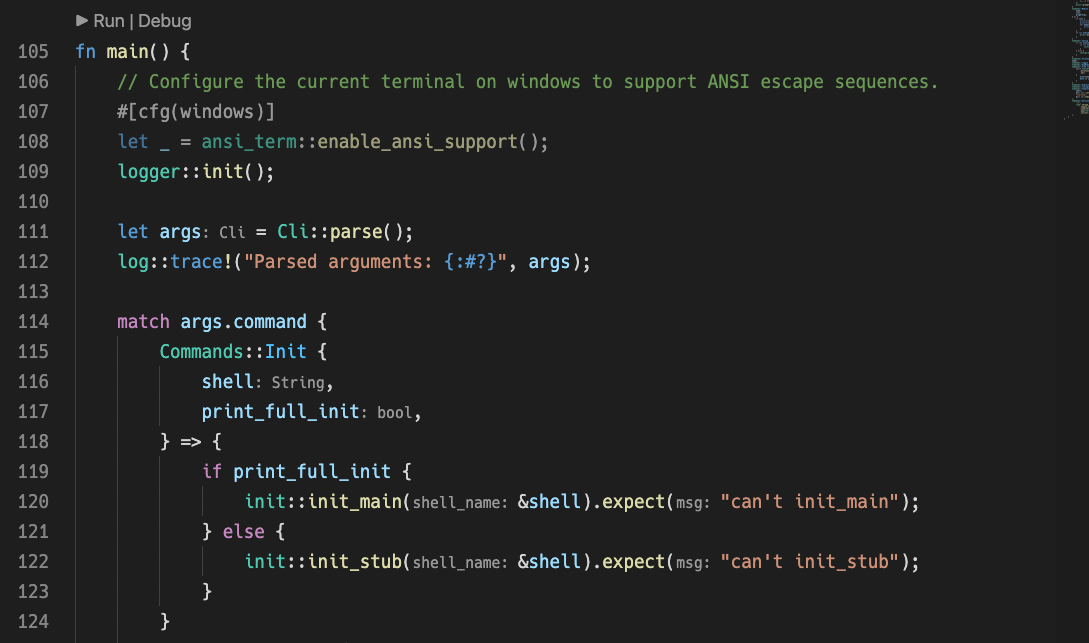 ▶ Run | Debug
105 fn main() {
106     // Configure the current terminal on windows to support ANSI escape sequences.
107     #[cfg(windows)]
108     let _ = ansi_term::enable_ansi_support();
109     logger::init();
110
111     let args: Cli = Cli::parse();
112     log::trace!("Parsed arguments: {:#?}", args);
113
114     match args.command {
115         Commands::Init {
116             shell: String,
117             print_full_init: bool,
118         } => {
119             if print_full_init {
120                 init::init_main(shell_name: &shell).expect(msg: "can't init_main");
121             } else {
122                 init::init_stub(shell_name: &shell).expect(msg: "can't init_stub");
123             }
124         }